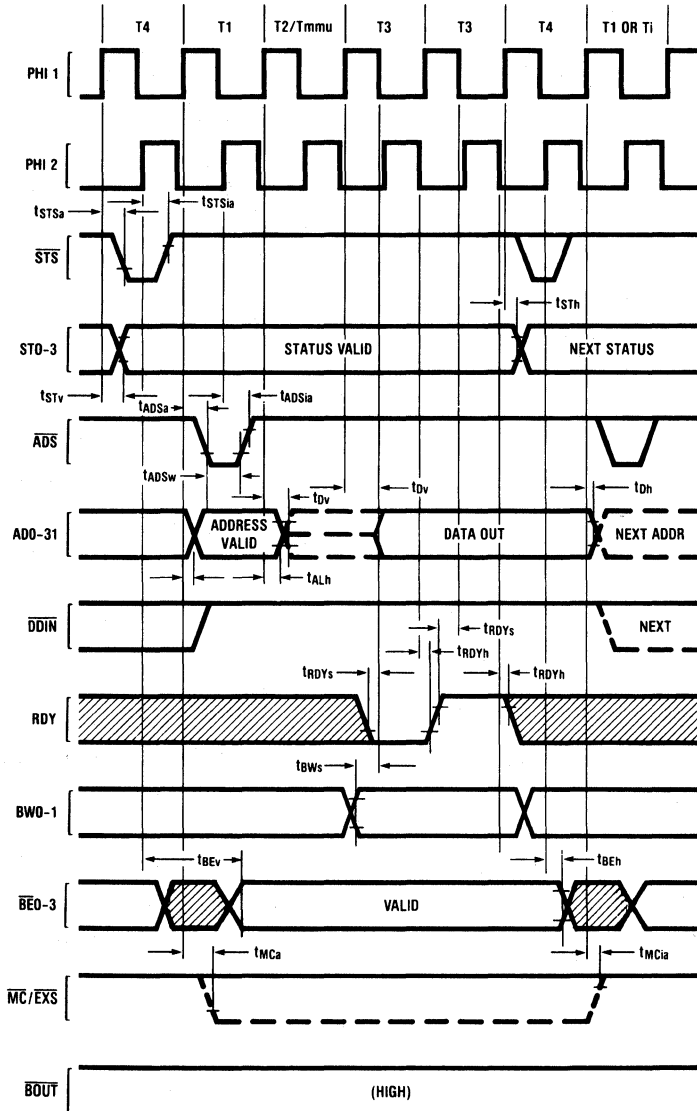 T4 T1 T2/Tmmu T3 T3 T4 T1 OR Ti
PHI 1
PHI 2
tSTSa tSTSia
STS
tSTh
ST0-3 STATUS VALID NEXT STATUS
tSTv tADSa tADSia
ADS
tADSw tDv tDv tDh
AD0-31 ADDRESS VALID DATA OUT NEXT ADDR
tALh
DDIN NEXT
tRDYs
tRDYh
tRDYs tRDYh
RDY
tBWs
BW0-1
tBEv tBEh
BE0-3 VALID
tMCa tMCia
MC/EXS
BOUT (HIGH)